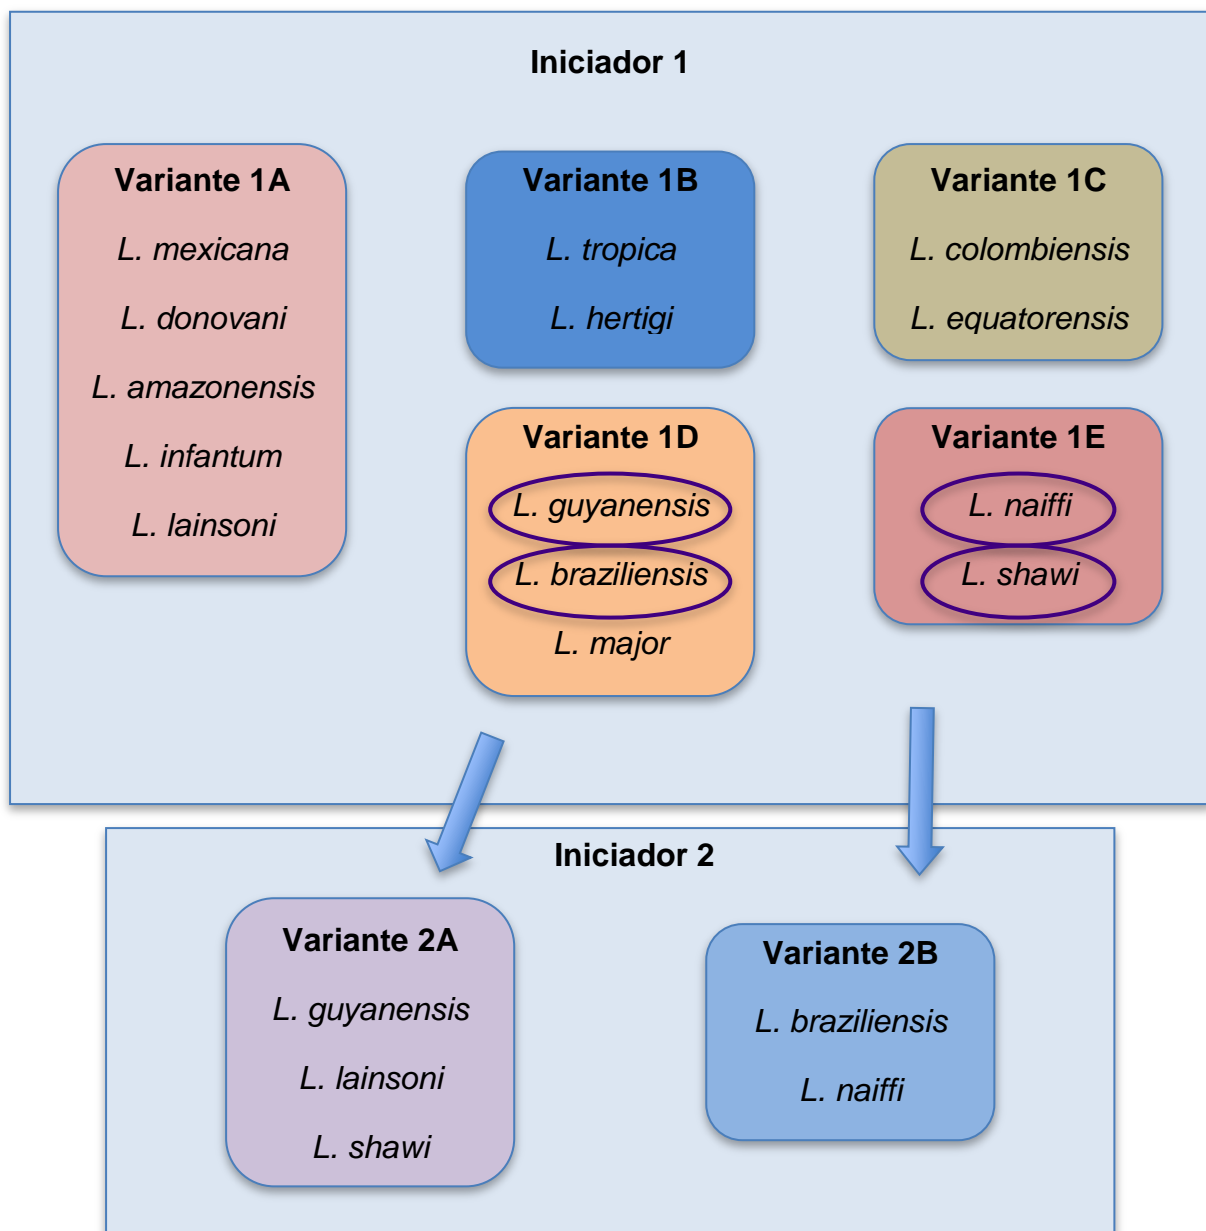 Iniciador 1
Variante 1A
L. mexicana
L. donovani
L. amazonensis
L. infantum
L. lainsoni
Variante 1B
L. tropica
L. hertigi
Variante 1C
L. colombiensis
L. equatorensis
Variante 1D
L. guyanensis
L. braziliensis
L. major
Variante 1E
L. naiffi
L. shawi
Iniciador 2
Variante 2A
L. guyanensis
L. lainsoni
L. shawi
Variante 2B
L. braziliensis
L. naiffi